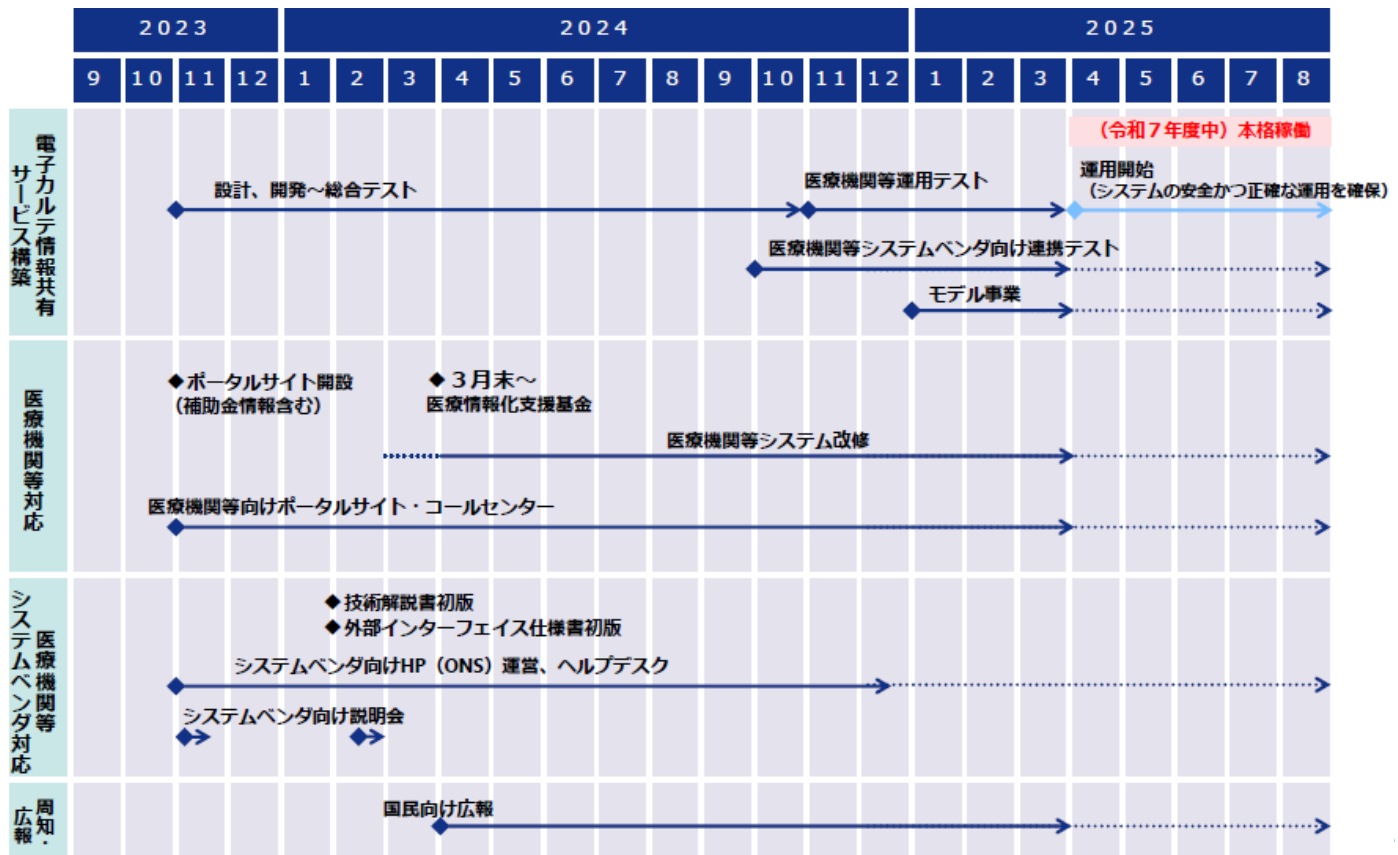 2023
2024
2025
9 10 11 12 1 2 3 4 5 6 7 8 9 10 11 12 1 2 3 4 5 6 7 8
電子カルテ情報共有
サービス構築
(令和7年度中)本格稼働
設計、開発~総合テスト
医療機関等運用テスト
運用開始
(システムの安全かつ正確な運用を確保)
医療機関等システムベンダ向け連携テスト
モデル事業
医療機関等対応
◆ポータルサイト開設
(補助金情報含む)
◆3月末~
医療情報化支援基金
医療機関等システム改修
医療機関等向けポータルサイト・コールセンター
医療機関等
システムベンダ対応
◆技術解説書初版
◆外部インターフェイス仕様書初版
システムベンダ向けHP(ONS)運営、ヘルプデスク
システムベンダ向け説明会
周知・
広報
国民向け広報